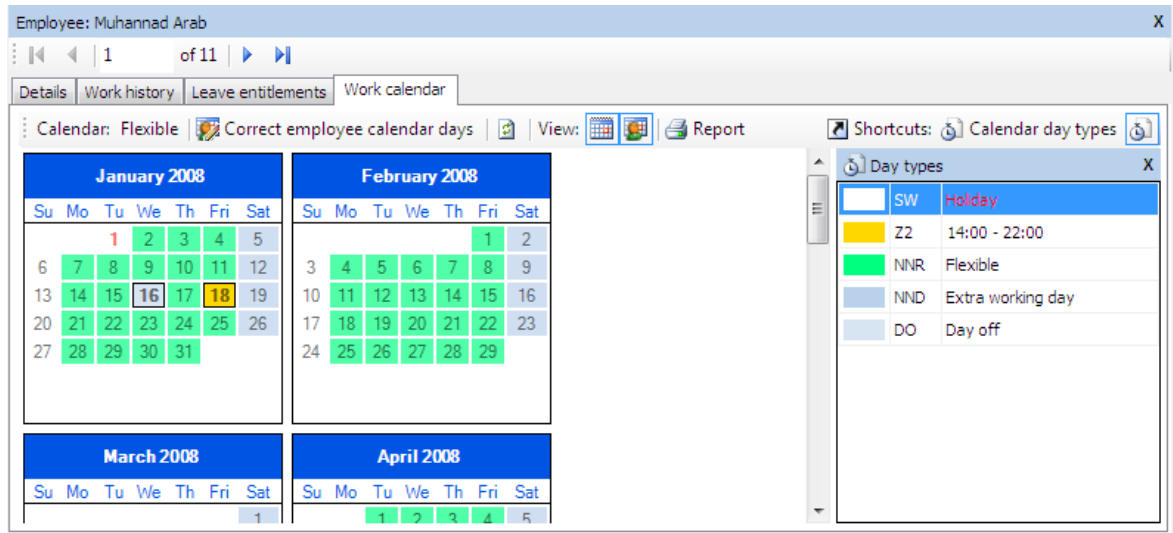 Employee: Muhannad Arab X
1 of 11
Details Work history Leave entitlements Work calendar
Calendar: Flexible Correct employee calendar days View: Report Shortcuts: Calendar day types
January 2008 February 2008 Day types X
Su Mo Tu We Th Fri Sat Su Mo Tu We Th Fri Sat SW Holiday
1 2 3 4 5 1 2 Z2 14:00 - 22:00
6 7 8 9 10 11 12 3 4 5 6 7 8 9 NNR Flexible
13 14 15 16 17 18 19 10 11 12 13 14 15 16 NND Extra working day
20 21 22 23 24 25 26 17 18 19 20 21 22 23 DO Day off
27 28 29 30 31 24 25 26 27 28 29
March 2008 April 2008
Su Mo Tu We Th Fri Sat Su Mo Tu We Th Fri Sat
1 1 2 3 4 5